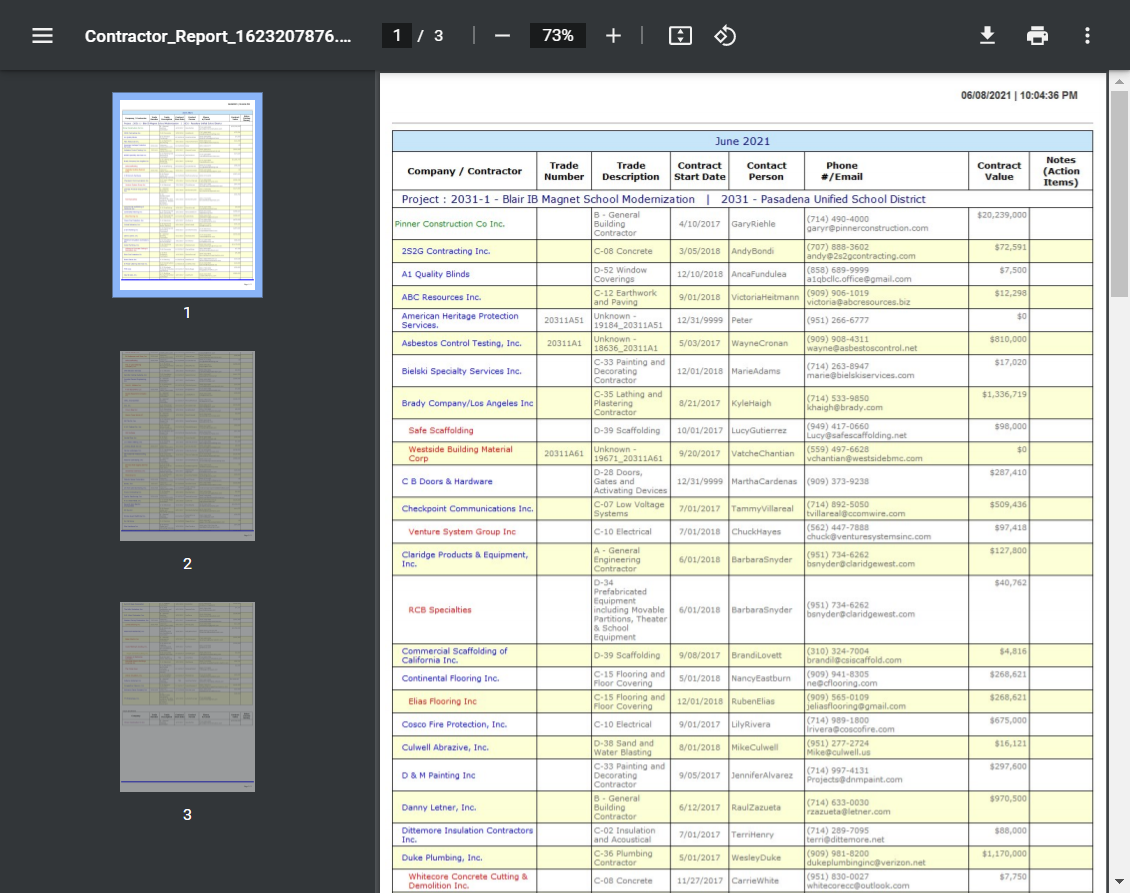 Contractor_Report_1623207876.... 1 / 3 73%
06/08/2021 | 10:04:36 PM
June 2021
Company / Contractor Trade Number Trade Description Contract Start Date Contact Person Phone #/Email Contract Value Notes (Action Items)
Project : 2031-1 - Blair IB Magnet School Modernization | 2031 - Pasadena Unified School District
Pinner Construction Co Inc. B - General Building Contractor 4/10/2017 GaryRiehle (714) 490-4000 garyr@pinnerconstruction.com $20,239,000
2S2G Contracting Inc. C-08 Concrete 3/05/2018 AndyBondi (707) 888-3602 andy@2s2gcontracting.com $72,591
A1 Quality Blinds D-52 Window Coverings 12/10/2018 AncaFundulea (858) 689-9999 a1qbcllc.office@gmail.com $7,500
ABC Resources Inc. C-12 Earthwork and Paving 9/01/2018 VictoriaHeitmann (909) 906-1019 victoria@abcresources.biz $12,298
American Heritage Protection Services. 20311A51 Unknown - 19184_20311A51 12/31/9999 Peter (951) 266-6777 $0
Asbestos Control Testing, Inc. 20311A1 Unknown - 18636_20311A1 5/03/2017 WayneCronan (909) 908-4311 wayne@asbestoscontrol.net $810,000
Bielski Specialty Services Inc. C-33 Painting and Decorating Contractor 12/01/2018 MarieAdams (714) 263-8947 marie@bielskiservices.com $17,020
Brady Company/Los Angeles Inc C-35 Lathing and Plastering Contractor 8/21/2017 KyleHaigh (714) 533-9850 khaigh@brady.com $1,336,719
Safe Scaffolding D-39 Scaffolding 10/01/2017 LucyGutierrez (949) 417-0660 Lucy@safescaffolding.net $98,000
Westside Building Material Corp 20311A61 Unknown - 19671_20311A61 9/20/2017 VatcheChantian (559) 497-6628 vchantian@westsidebmc.com $0
C B Doors & Hardware D-28 Doors, Gates and Activating Devices 12/31/9999 MarthaCardenas (909) 373-9238 $287,410
Checkpoint Communications Inc. C-07 Low Voltage Systems 7/01/2017 TammyVillareal (714) 892-5050 tvillareal@ccomwire.com $509,436
Venture System Group Inc C-10 Electrical 7/01/2018 ChuckHayes (562) 447-7888 chuck@venturesystemsinc.com $97,418
Claridge Products & Equipment, Inc. A - General Engineering Contractor 6/01/2018 BarbaraSnyder (951) 734-6262 bsnyder@claridgewest.com $127,800
RCB Specialties D-34 Prefabricated Equipment including Movable Partitions, Theater & School Equipment 6/01/2018 BarbaraSnyder (951) 734-6262 bsnyder@claridgewest.com $40,762
Commercial Scaffolding of California Inc. D-39 Scaffolding 9/08/2017 BrandiLovett (310) 324-7004 brandil@csiscaffold.com $4,816
Continental Flooring Inc. C-15 Flooring and Floor Covering 5/01/2018 NancyEastburn (909) 941-8305 ne@cflooring.com $268,621
Elias Flooring Inc C-15 Flooring and Floor Covering 12/01/2018 RubenElias (909) 565-0109 jeliasflooring@gmail.com $268,621
Cosco Fire Protection, Inc. C-10 Electrical 9/01/2017 LilyRivera (714) 989-1800 lrivera@coscofire.com $675,000
Culwell Abrazive, Inc. D-38 Sand and Water Blasting 8/01/2018 MikeCulwell (951) 277-2724 Mike@culwell.us $16,121
D & M Painting Inc C-33 Painting and Decorating Contractor 9/05/2017 JenniferAlvarez (714) 997-4131 Projects@dnmpaint.com $297,600
Danny Letner, Inc. B - General Building Contractor 6/12/2017 RaulZazueta (714) 633-0030 rzazueta@letner.com $970,500
Dittemore Insulation Contractors Inc. C-02 Insulation and Acoustical 7/01/2017 TerriHenry (714) 289-7095 terri@dittemore.net $88,000
Duke Plumbing, Inc. C-36 Plumbing Contractor 5/01/2017 WesleyDuke (909) 981-8200 dukeplumbinginc@verizon.net $1,170,000
Whitecore Concrete Cutting & Demolition Inc. C-08 Concrete 11/27/2017 CarrieWhite (951) 830-0027 whitecorecc@outlook.com $7,750
1
2
3